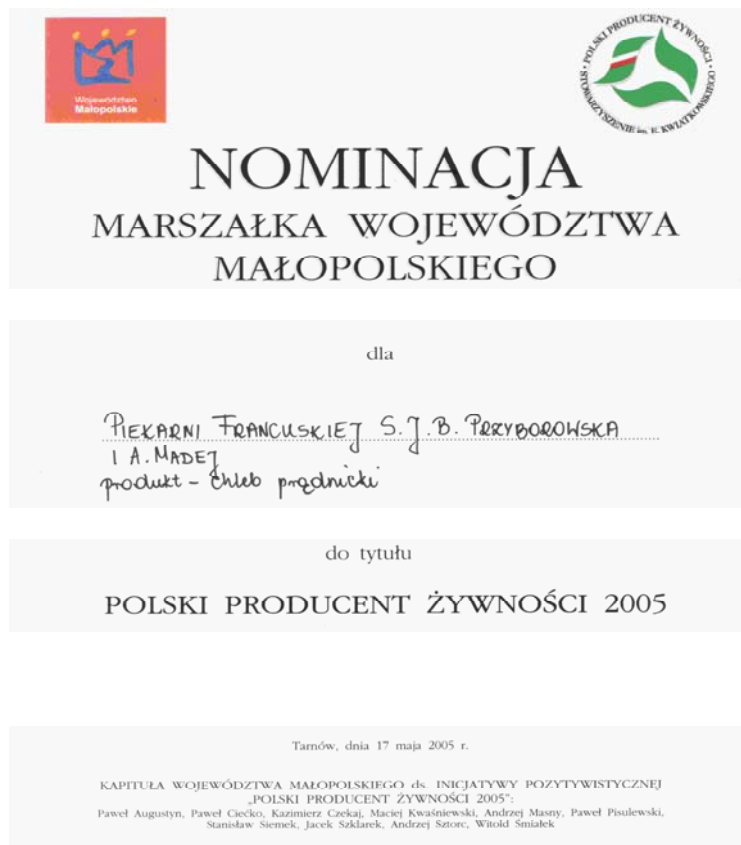 Województwo
Małopolskie
POLSKI PRODUCENT ŻYWNOŚCI • OGÓLNOPOLSKIE
STOWARZYSZENIE im. E. KWIATKOWSKIEGO
NOMINACJA
MARSZAŁKA WOJEWÓDZTWA
MAŁOPOLSKIEGO
dla
PIEKARNI FRANCUSKIEJ S.J. B. PRZYBOROWSKA
I A. MADEJ
produkt – chleb prądnicki
do tytułu
POLSKI PRODUCENT ŻYWNOŚCI 2005
Tarnów, dnia 17 maja 2005 r.
KAPITUŁA WOJEWÓDZTWA MAŁOPOLSKIEGO ds. INICJATYWY POZYTYWISTYCZNEJ
„POLSKI PRODUCENT ŻYWNOŚCI 2005":
Paweł Augustyn, Paweł Ciećko, Kazimierz Czekaj, Maciej Kwaśniewski, Andrzej Masny, Paweł Pisulewski,
Stanisław Siemek, Jacek Szklarek, Andrzej Sztorc, Witold Śmiałek